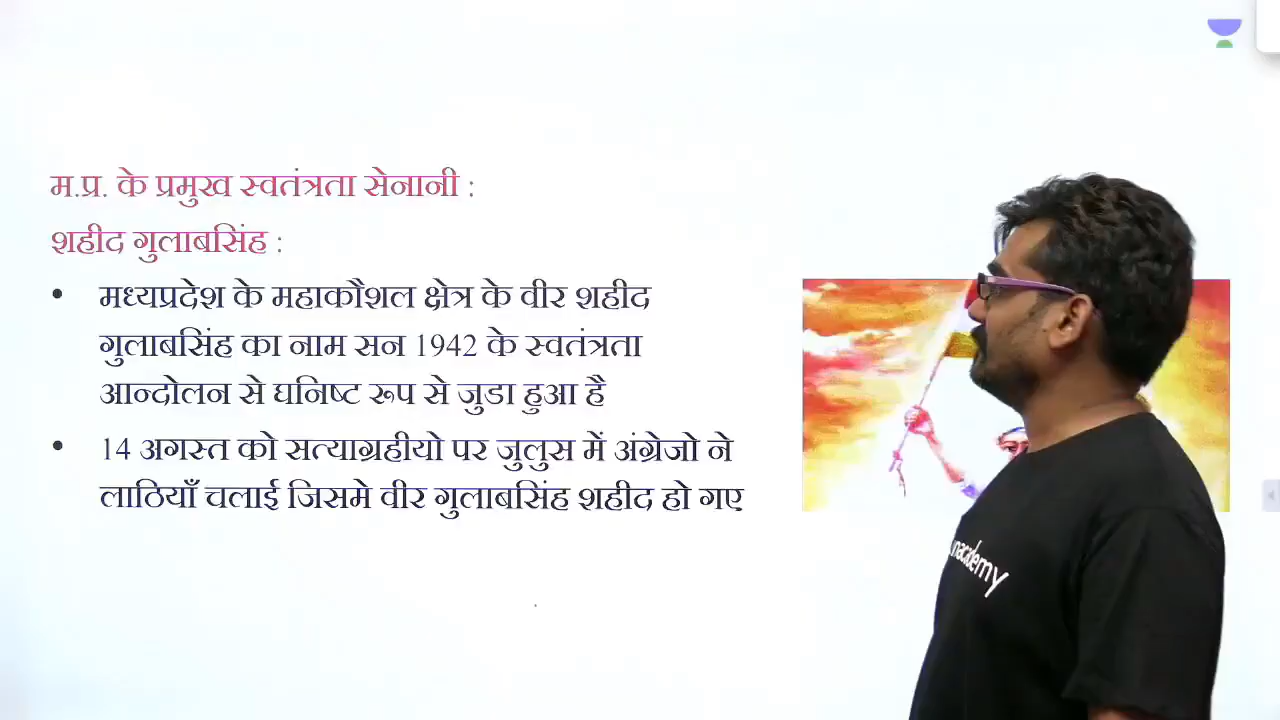 म.प्र. के प्रमुख स्वतंत्रता सेनानी :
शहीद गुलाबसिंह :
• मध्यप्रदेश के महाकौशल क्षेत्र के वीर शहीद
गुलाबसिंह का नाम सन 1942 के स्वतंत्रता
आन्दोलन से घनिष्ट रूप से जुडा हुआ है
• 14 अगस्त को सत्याग्रहीयो पर जुलुस में अंग्रेजो ने
लाठियाँ चलाई जिसमे वीर गुलाबसिंह शहीद हो गए